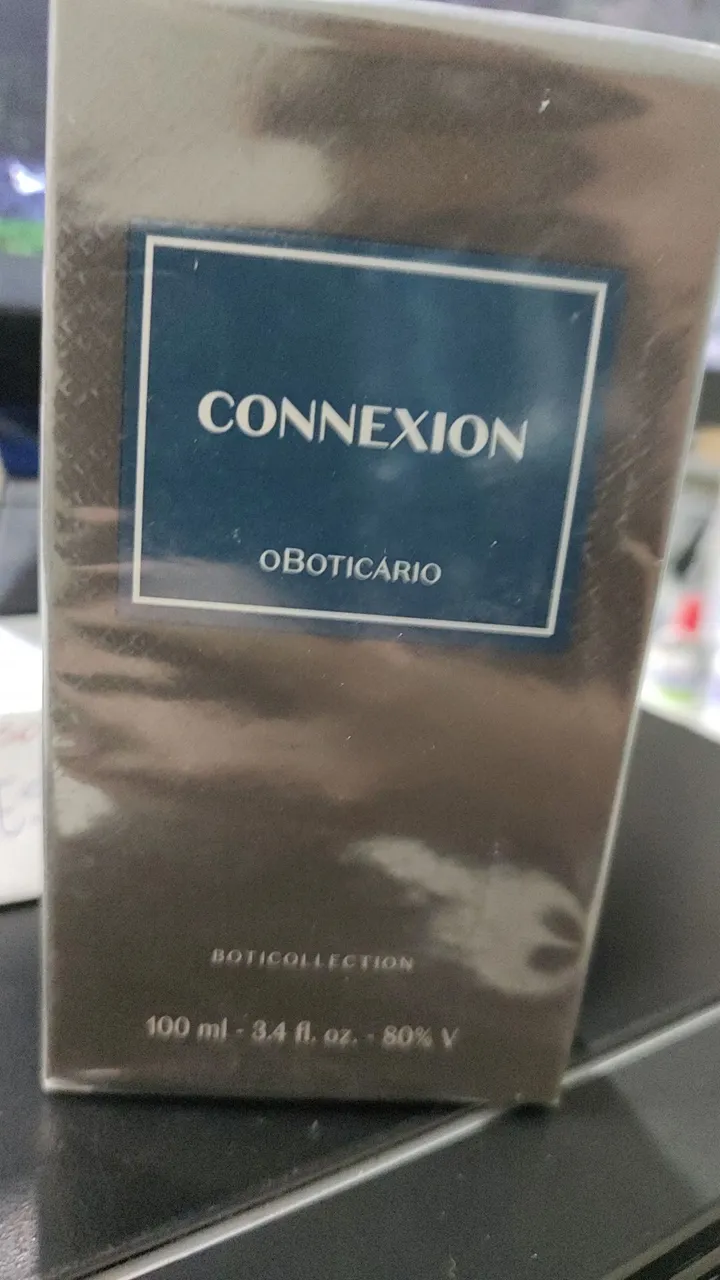 CONNEXION
oBOTICÁRIO
BOTICOLLECTION
100 ml - 3.4 fl. oz. - 80% V